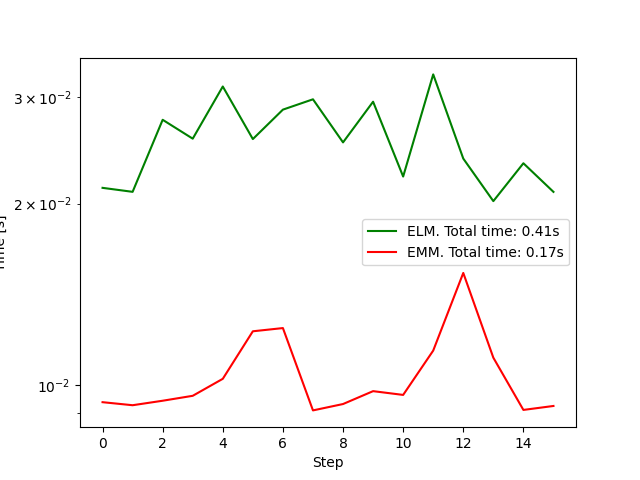 3 × 10⁻²
2 × 10⁻²
10⁻²
Time [s]
ELM. Total time: 0.41s
EMM. Total time: 0.17s
0 2 4 6 8 10 12 14
Step